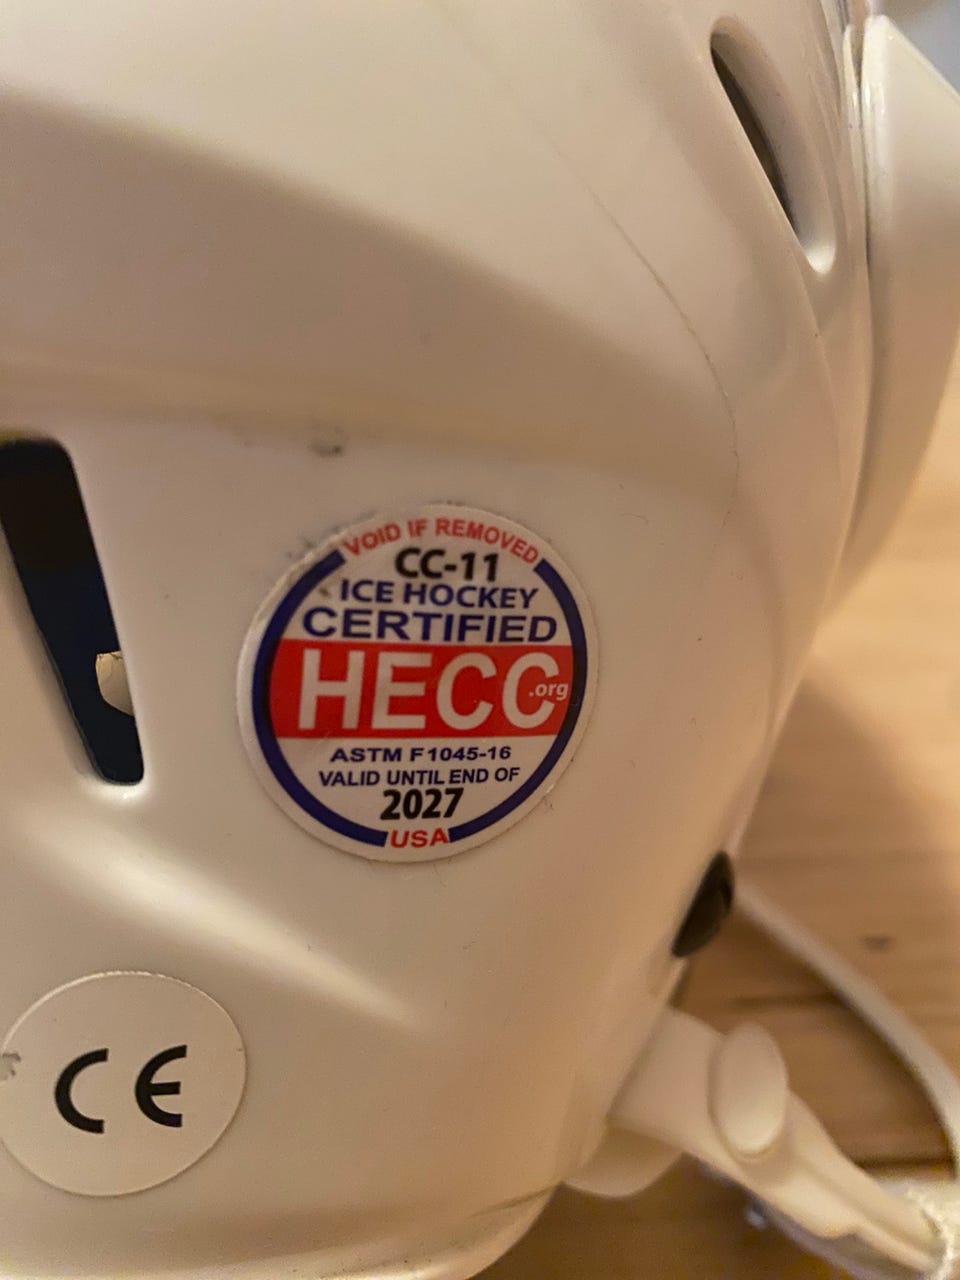 VOID IF REMOVED
CC-11
ICE HOCKEY
CERTIFIED
HECC.org
ASTM F1045-16
VALID UNTIL END OF
2027
USA
CE